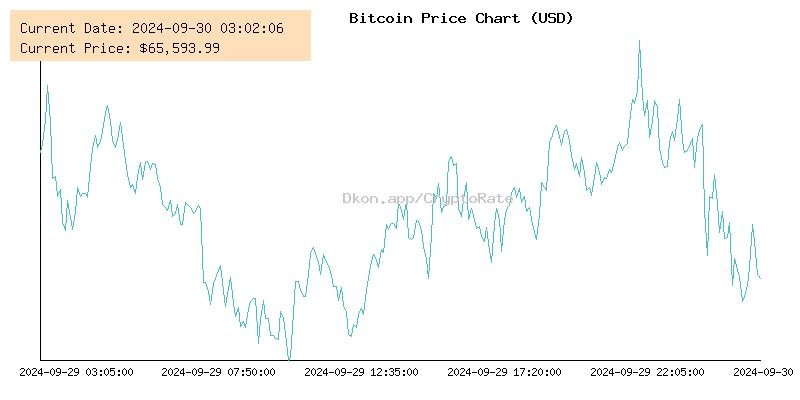 Bitcoin Price Chart (USD)
Current Date: 2024-09-30 03:02:06
Current Price: $65,593.99
Dkon.app/CryptoRate
2024-09-29 03:05:00 2024-09-29 07:50:00 2024-09-29 12:35:00 2024-09-29 17:20:00 2024-09-29 22:05:00 2024-09-30